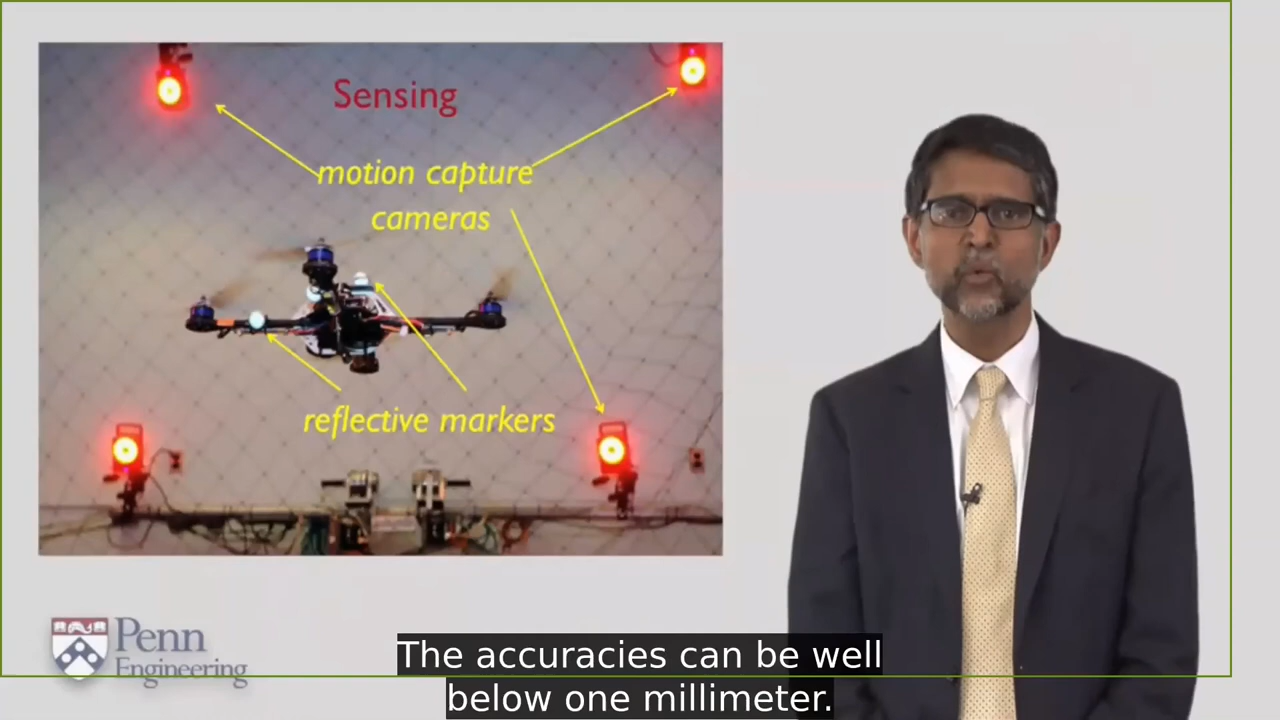 Sensing
motion capture
cameras
reflective markers
Penn
Engineering
The accuracies can be well
below one millimeter.